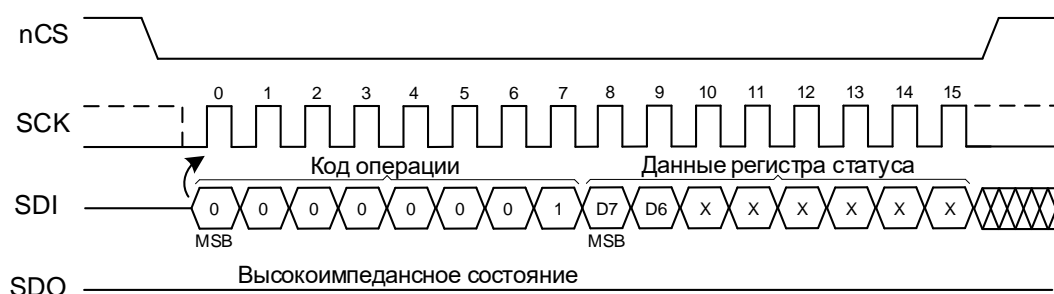 nCS
0 1 2 3 4 5 6 7 8 9 10 11 12 13 14 15
SCK
Код операции Данные регистра статуса
SDI 0 0 0 0 0 0 0 1 D7 D6 X X X X X X
MSB MSB
Высокоимпедансное состояние
SDO